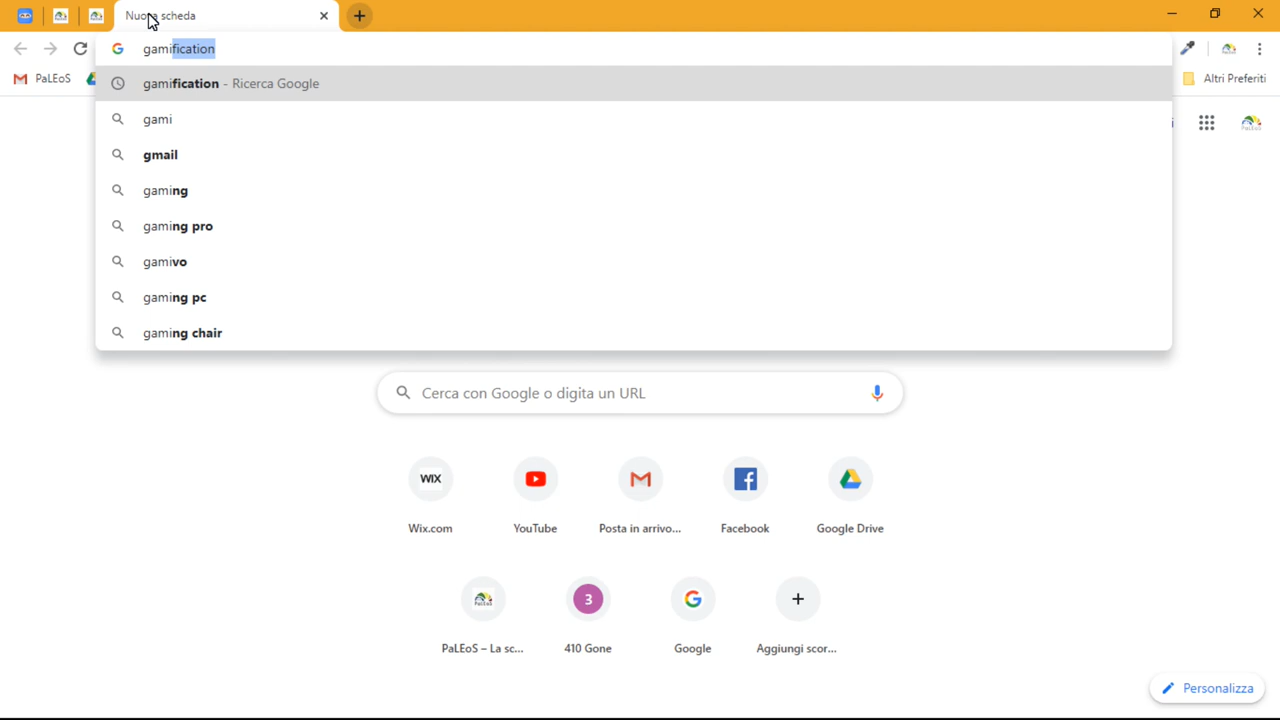 Nuova scheda
gamification
PaLEoS
Altri Preferiti
gamification - Ricerca Google
gami
gmail
gaming
gaming pro
gamivo
gaming pc
gaming chair
Cerca con Google o digita un URL
WIX
Wix.com
YouTube
Posta in arrivo...
Facebook
Google Drive
3
PaLEoS – La sc...
410 Gone
Google
Aggiungi scor...
Personalizza